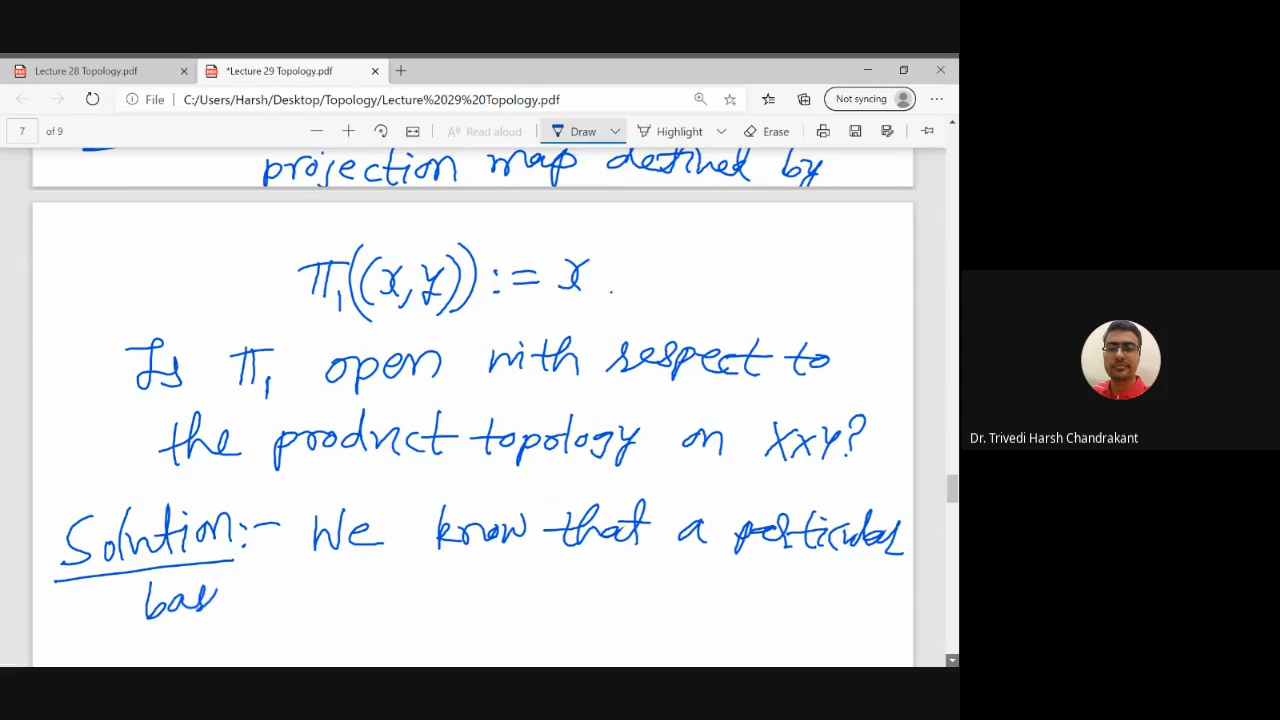 Lecture 28 Topology.pdf
*Lecture 29 Topology.pdf
File
C:/Users/Harsh/Desktop/Topology/Lecture%2029%20Topology.pdf
Not syncing
7 of 9
Read aloud
Draw
Highlight
Erase
projection map defined by
π₁((x,y)) := x.
Is π₁ open with respect to
the product topology on X×Y?
Solution:- We know that a particular
bas
Dr. Trivedi Harsh Chandrakant